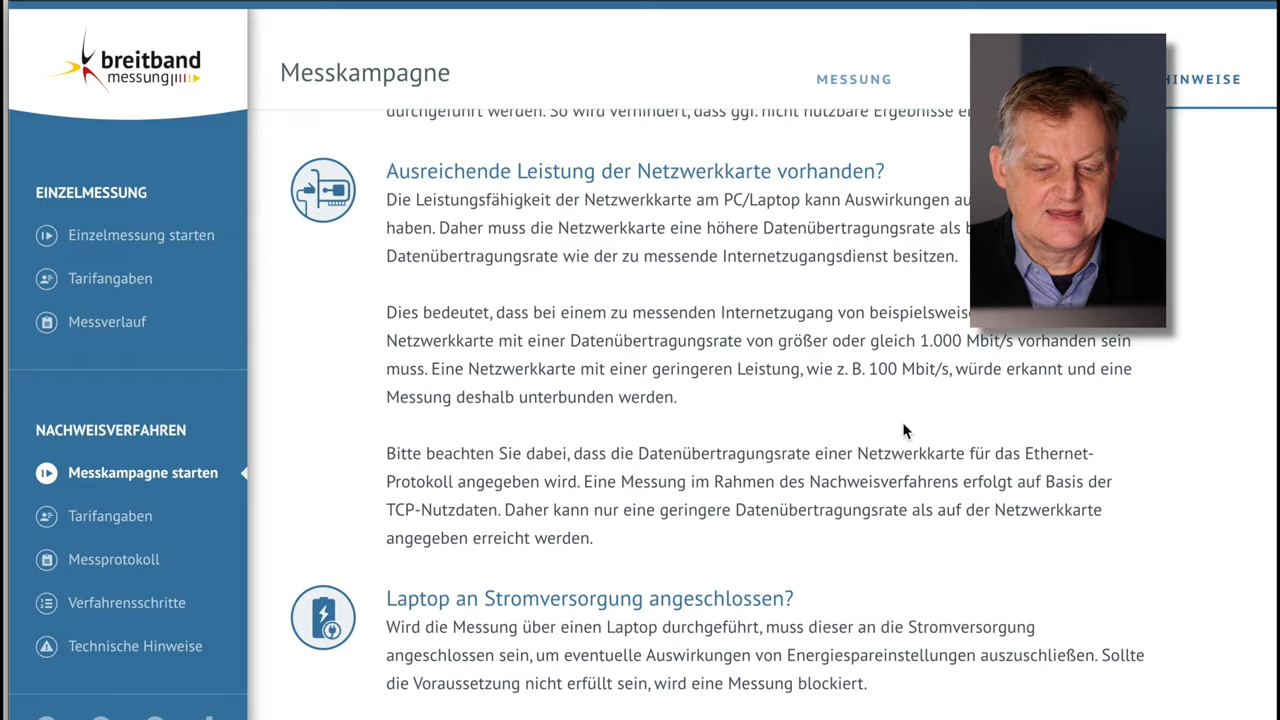 breitband
messung
Messkampagne
MESSUNG
HINWEISE
EINZELMESSUNG
Einzelmessung starten
Tarifangaben
Messverlauf
NACHWEISVERFAHREN
Messkampagne starten
Tarifangaben
Messprotokoll
Verfahrensschritte
Technische Hinweise
durchgeführt werden. So wird verhindert, dass ggf. nicht nutzbare Ergebnisse
Ausreichende Leistung der Netzwerkkarte vorhanden?
Die Leistungsfähigkeit der Netzwerkkarte am PC/Laptop kann Auswirkungen
haben. Daher muss die Netzwerkkarte eine höhere Datenübertragungsrate als
Datenübertragungsrate wie der zu messende Internetzugangsdienst besitzen.
Dies bedeutet, dass bei einem zu messenden Internetzugang von beispielsweise
Netzwerkkarte mit einer Datenübertragungsrate von größer oder gleich 1.000 Mbit/s vorhanden sein
muss. Eine Netzwerkkarte mit einer geringeren Leistung, wie z. B. 100 Mbit/s, würde erkannt und eine
Messung deshalb unterbunden werden.
Bitte beachten Sie dabei, dass die Datenübertragungsrate einer Netzwerkkarte für das Ethernet-
Protokoll angegeben wird. Eine Messung im Rahmen des Nachweisverfahrens erfolgt auf Basis der
TCP-Nutzdaten. Daher kann nur eine geringere Datenübertragungsrate als auf der Netzwerkkarte
angegeben erreicht werden.
Laptop an Stromversorgung angeschlossen?
Wird die Messung über einen Laptop durchgeführt, muss dieser an die Stromversorgung
angeschlossen sein, um eventuelle Auswirkungen von Energiespareinstellungen auszuschließen. Sollte
die Voraussetzung nicht erfüllt sein, wird eine Messung blockiert.